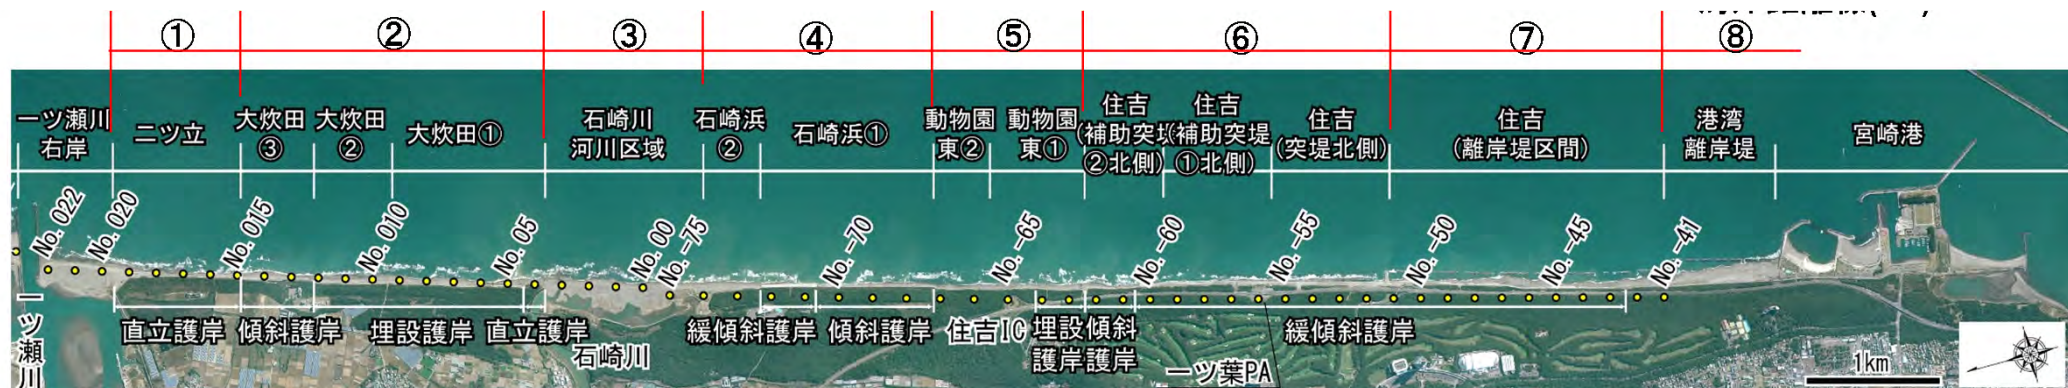 ① ② ③ ④ ⑤ ⑥ ⑦ ⑧
一ツ瀬川
右岸
二ツ立
大炊田
③
大炊田
②
大炊田①
石崎川
河川区域
石崎浜
②
石崎浜①
動物園
東②
動物園
東①
住吉
(補助突堤
②北側)
住吉
(補助突堤
①北側)
住吉
(突堤北側)
住吉
(離岸堤区間)
港湾
離岸堤
宮崎港
No. 022
No. 020
No. 015
No. 010
No. 05
No. 00
No. -75
No. -70
No. -65
No. -60
No. -55
No. -50
No. -45
No. -41
一ツ瀬川
直立護岸
傾斜護岸
埋設護岸
直立護岸
石崎川
緩傾斜護岸
傾斜護岸
住吉IC
埋設
護岸
傾斜
護岸
一ツ葉PA
緩傾斜護岸
1km